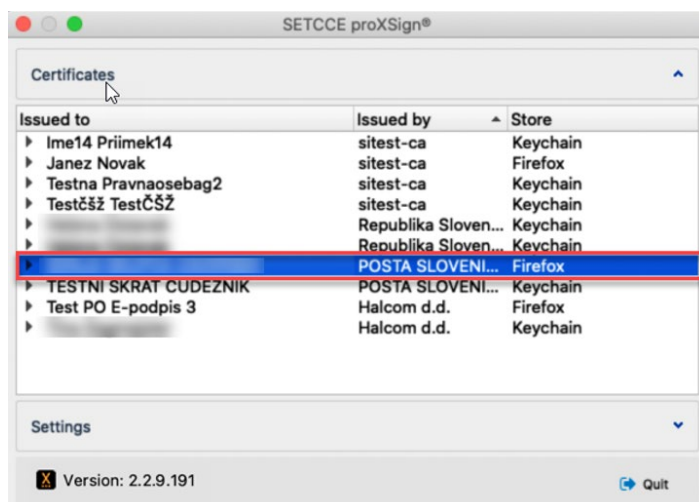 SETCCE proXSign®
Certificates
Issued to Issued by Store
Ime14 Priimek14 sitest-ca Keychain
Janez Novak sitest-ca Firefox
Testna Pravnaosebag2 sitest-ca Keychain
Testčšž TestČŠŽ sitest-ca Keychain
Republika Sloven... Keychain
Republika Sloven... Keychain
POSTA SLOVENI... Firefox
TESTNI SKRAT CUDEZNIK POSTA SLOVENI... Keychain
Test PO E-podpis 3 Halcom d.d. Firefox
Halcom d.d. Keychain
Settings
Version: 2.2.9.191
Quit